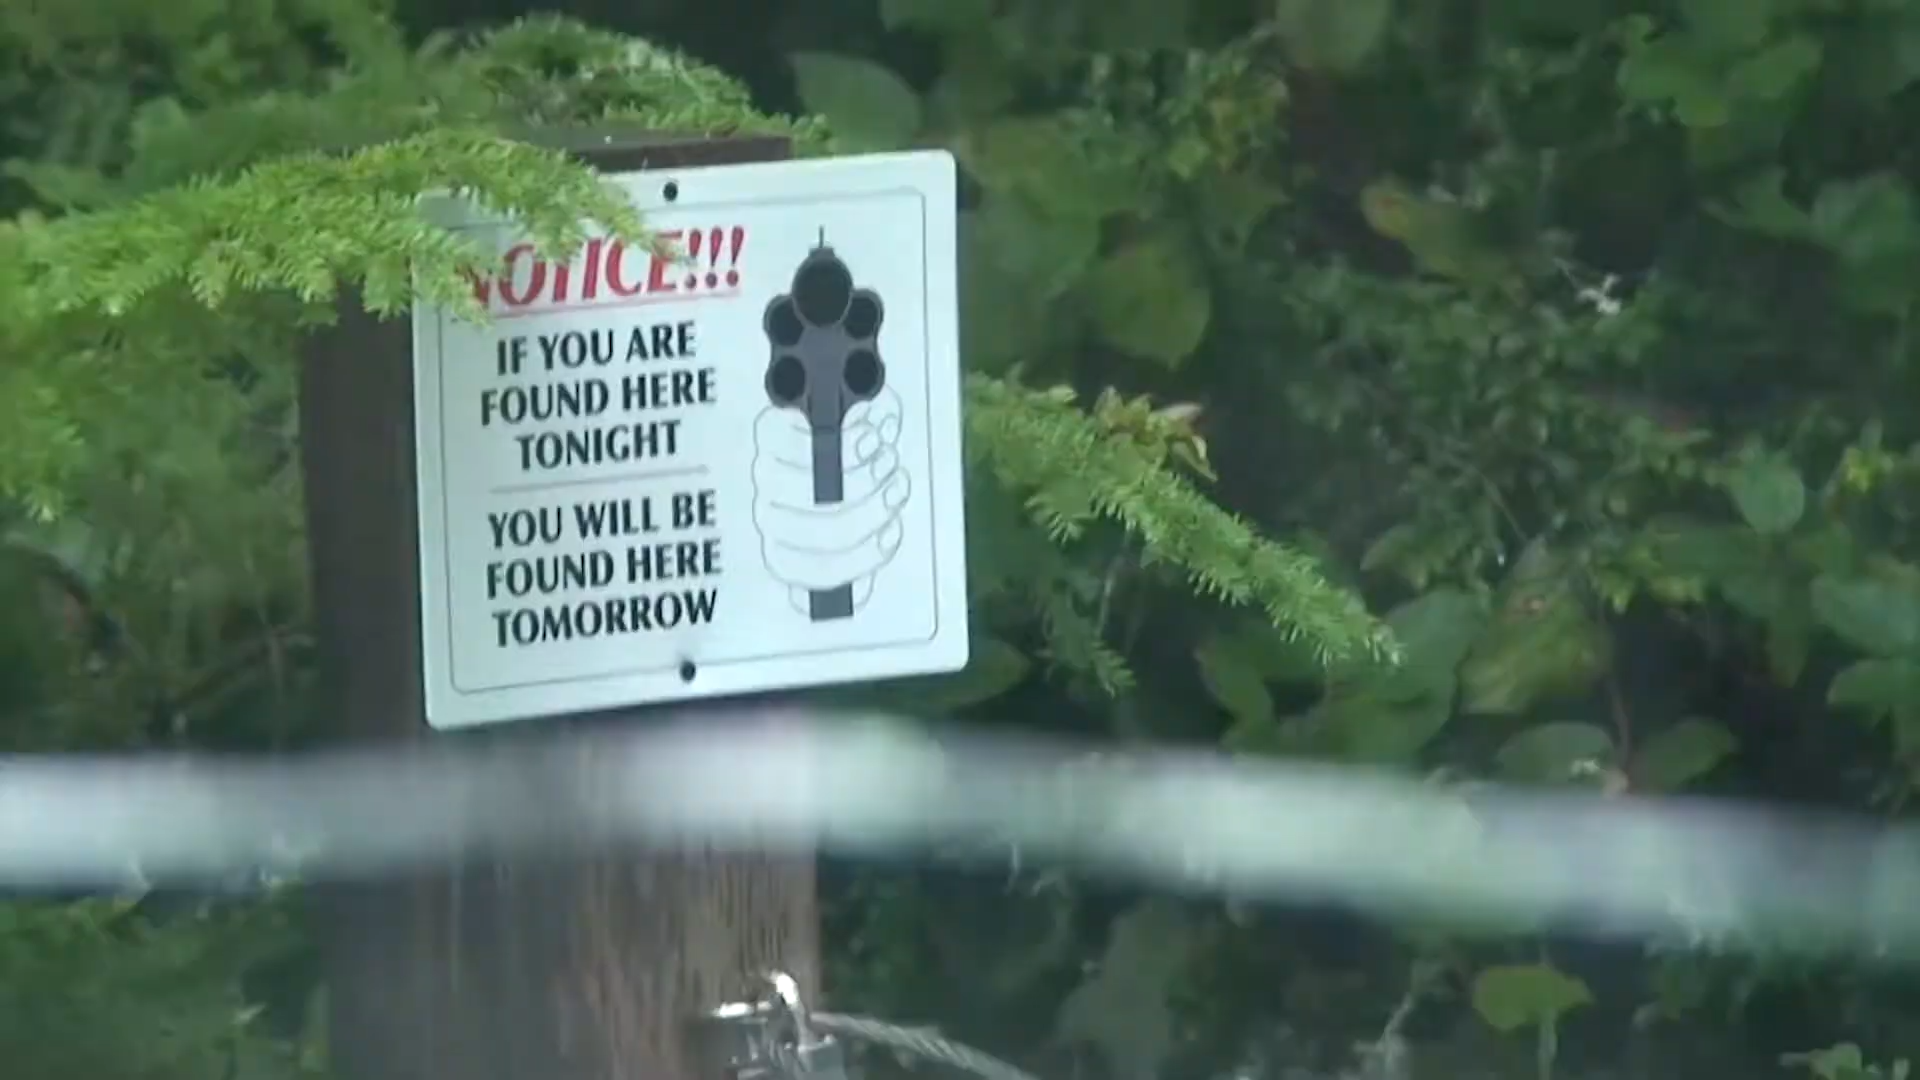 NOTICE!!!
IF YOU ARE
FOUND HERE
TONIGHT
YOU WILL BE
FOUND HERE
TOMORROW